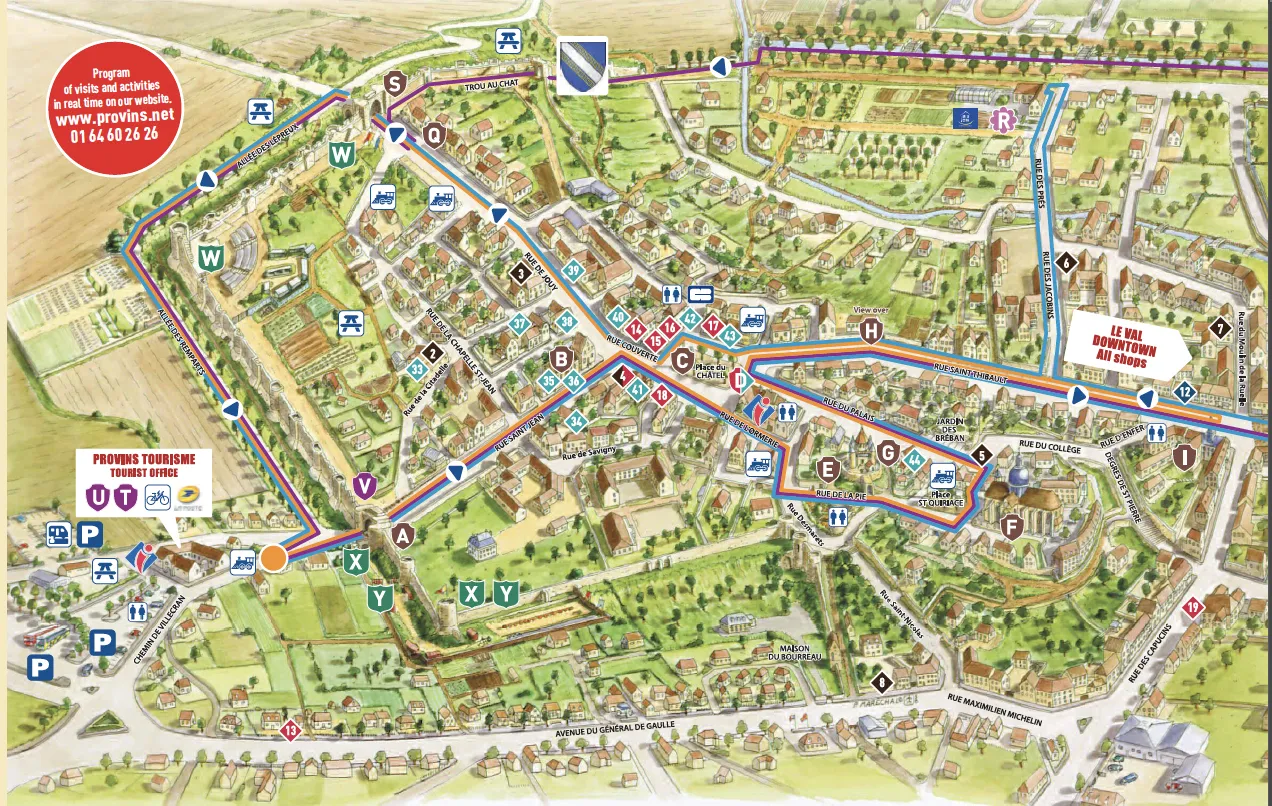 Program
of visits and activities
in real time on our website.
www.provins.net
01 64 60 26 26
S
TROU AU CHAT
Q
W
ALLÉE DES LÉPREUX
R
RUE DES PRÉS
W
RUE DE JOUY
3
39
RUE DES JACOBINS
6
7
Rue du Moulin de la Ruelle
LE VAL
DOWNTOWN
All shops
View over
H
40
14
15
16
42
17
43
37
38
RUE COUVERTE
ALLÉE DES REMPARTS
RUE DE LA CHAPELLE ST JEAN
2
33
Rue de la Citadelle
B
35
36
C
Place du
CHÂTEL
D
4
41
18
34
RUE SAINT THIBAULT
12
RUE SAINT JEAN
Rue de Savigny
RUE DE L'ORMERIE
RUE DU PALAIS
JARDIN
DES
BRÉBAN
RUE DU COLLÈGE
RUE D'ENFER
I
5
G
44
E
Place
ST QUIRIACE
RUE DE LA PIE
F
DEGRÉS DE ST PIERRE
PROVINS TOURISME
TOURIST OFFICE
U
T
V
A
P
X
Y
X
Y
Rue Desmarets
Rue Saint-Nicolas
P
P
CHEMIN DE VILLECRAN
MAISON
DU BOURREAU
8
19
RUE DES CAPUCINS
RUE MAXIMILIEN MICHELIN
13
AVENUE DU GÉNÉRAL DE GAULLE